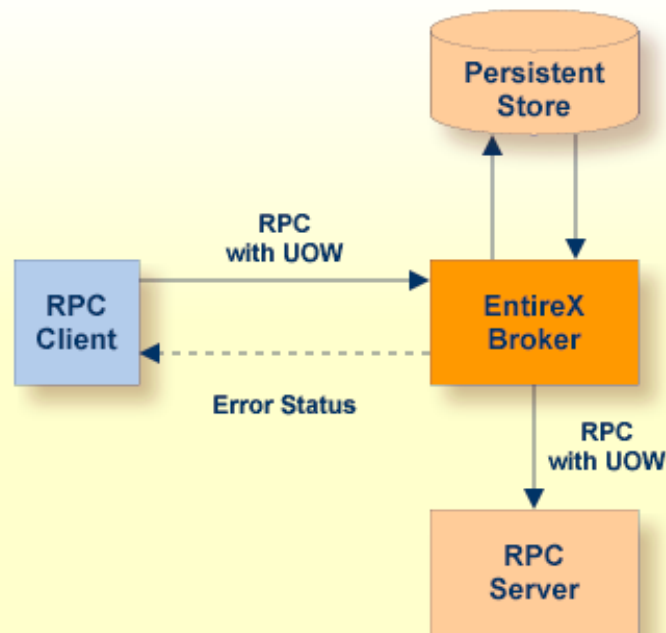 Persistent
Store
RPC
with UOW
RPC
Client
EntireX
Broker
Error Status
RPC
with UOW
RPC
Server